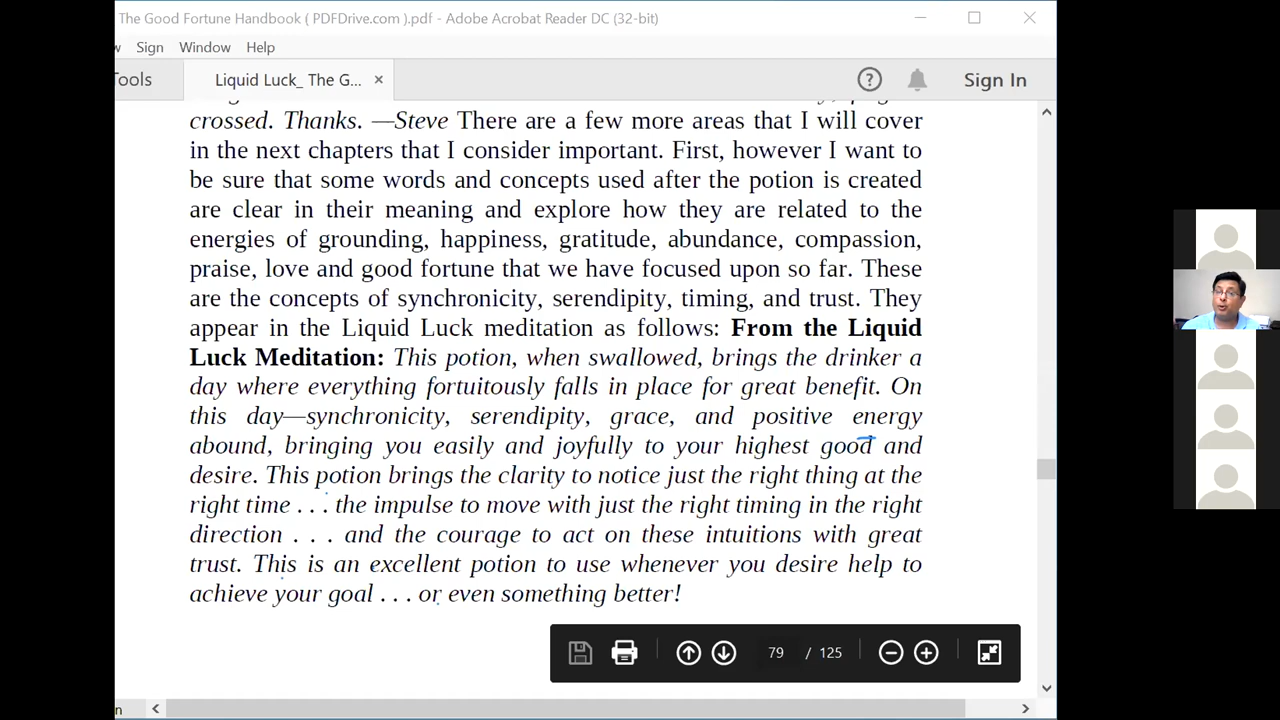 The Good Fortune Handbook ( PDFDrive.com ).pdf - Adobe Acrobat Reader DC (32-bit)
w Sign Window Help
Tools Liquid Luck_ The G... × Sign In
crossed. Thanks. —Steve There are a few more areas that I will cover
in the next chapters that I consider important. First, however I want to
be sure that some words and concepts used after the potion is created
are clear in their meaning and explore how they are related to the
energies of grounding, happiness, gratitude, abundance, compassion,
praise, love and good fortune that we have focused upon so far. These
are the concepts of synchronicity, serendipity, timing, and trust. They
appear in the Liquid Luck meditation as follows: From the Liquid
Luck Meditation: This potion, when swallowed, brings the drinker a
day where everything fortuitously falls in place for great benefit. On
this day—synchronicity, serendipity, grace, and positive energy
abound, bringing you easily and joyfully to your highest good and
desire. This potion brings the clarity to notice just the right thing at the
right time . . . the impulse to move with just the right timing in the right
direction . . . and the courage to act on these intuitions with great
trust. This is an excellent potion to use whenever you desire help to
achieve your goal . . . or even something better!
79 / 125